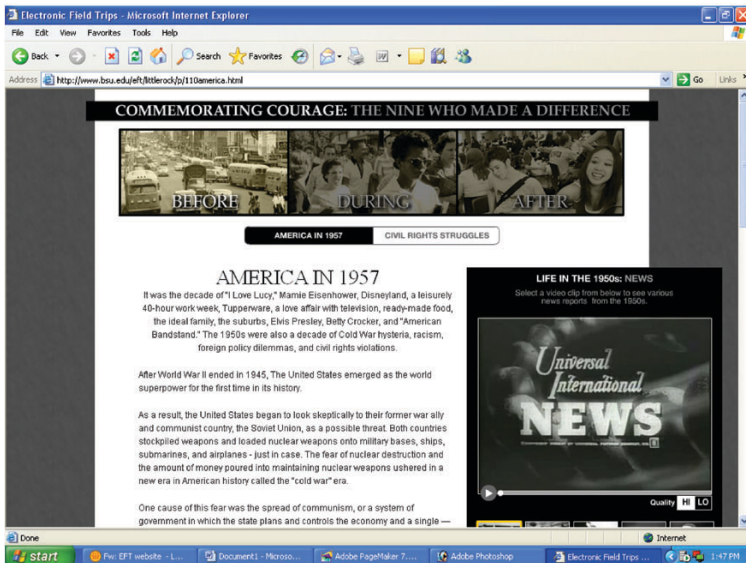 Electronic Field Trips - Microsoft Internet Explorer
File Edit View Favorites Tools Help
Back Search Favorites
Address http://www.bsu.edu/eft/littlerock/p/110america.html Go Links
COMMEMORATING COURAGE: THE NINE WHO MADE A DIFFERENCE
BEFORE DURING AFTER
AMERICA IN 1957 CIVIL RIGHTS STRUGGLES
AMERICA IN 1957
It was the decade of "I Love Lucy," Mamie Eisenhower, Disneyland, a leisurely
40-hour work week, Tupperware, a love affair with television, ready-made food,
the ideal family, the suburbs, Elvis Presley, Betty Crocker, and "American
Bandstand." The 1950s were also a decade of Cold War hysteria, racism,
foreign policy dilemmas, and civil rights violations.
After World War II ended in 1945, The United States emerged as the world
superpower for the first time in its history.
As a result, the United States began to look skeptically to their former war ally
and communist country, the Soviet Union, as a possible threat. Both countries
stockpiled weapons and loaded nuclear weapons onto military bases, ships,
submarines, and airplanes - just in case. The fear of nuclear destruction and
the amount of money poured into maintaining nuclear weapons ushered in a
new era in American history called the "cold war" era.
One cause of this fear was the spread of communism, or a system of
government in which the state plans and controls the economy and a single —
LIFE IN THE 1950s: NEWS
Select a video clip from below to see various
news reports from the 1950s.
Universal
International
NEWS
Quality HI LO
Done Internet
start Fw: EFT website - L... Document1 - Microso... Adobe PageMaker 7.... Adobe Photoshop Electronic Field Trips ... 1:47 PM